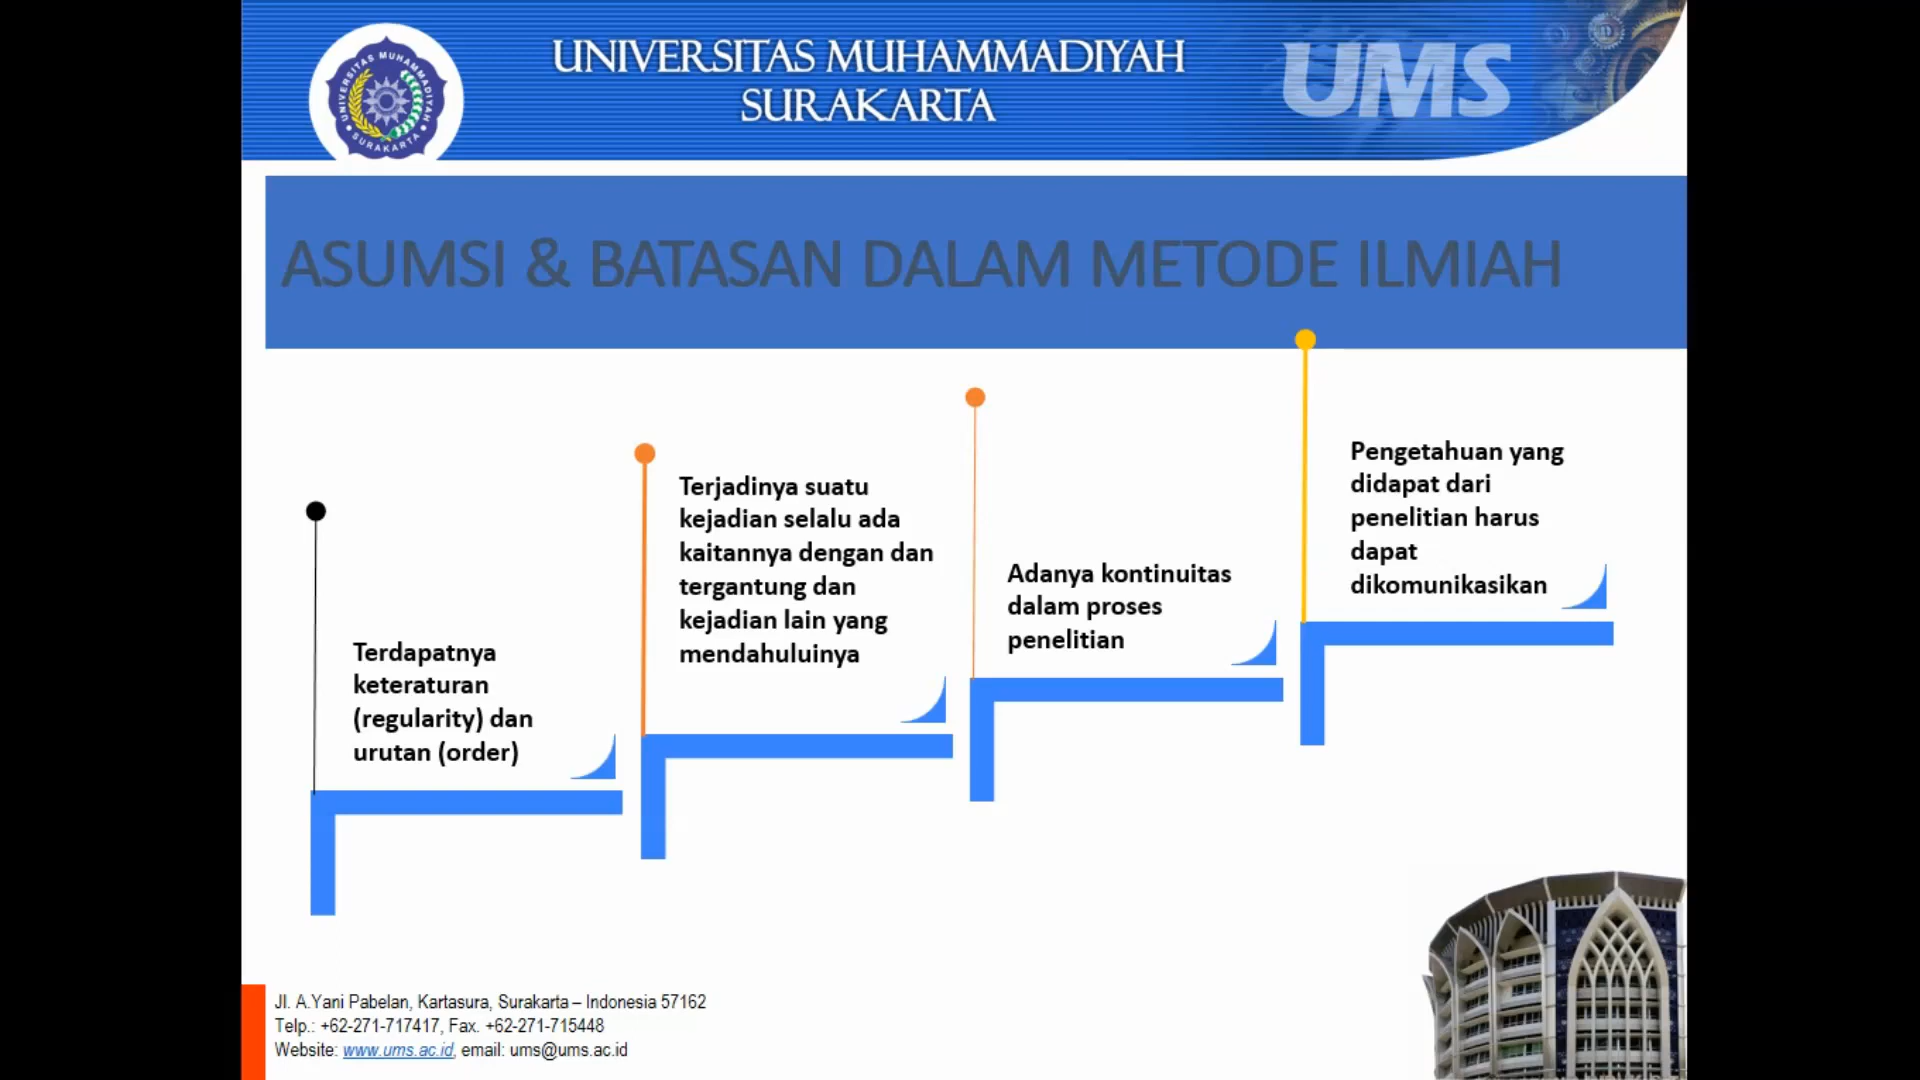 UNIVERSITAS MUHAMMADIYAH
SURAKARTA
UMS
UNIVERSITAS MUHAMMADIYAH
SURAKARTA
ASUMSI & BATASAN DALAM METODE ILMIAH
Terdapatnya
keteraturan
(regularity) dan
urutan (order)
Terjadinya suatu
kejadian selalu ada
kaitannya dengan dan
tergantung dan
kejadian lain yang
mendahuluinya
Adanya kontinuitas
dalam proses
penelitian
Pengetahuan yang
didapat dari
penelitian harus
dapat
dikomunikasikan
Jl. A.Yani Pabelan, Kartasura, Surakarta – Indonesia 57162
Telp.: +62-271-717417, Fax. +62-271-715448
Website: www.ums.ac.id, email: ums@ums.ac.id